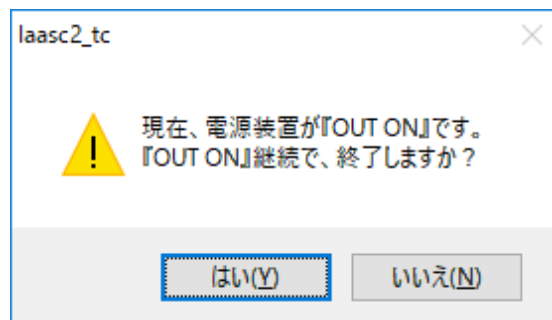 laasc2_tc
現在、電源装置が『OUT ON』です。
『OUT ON』継続で、終了しますか？
はい(Y)
いいえ(N)